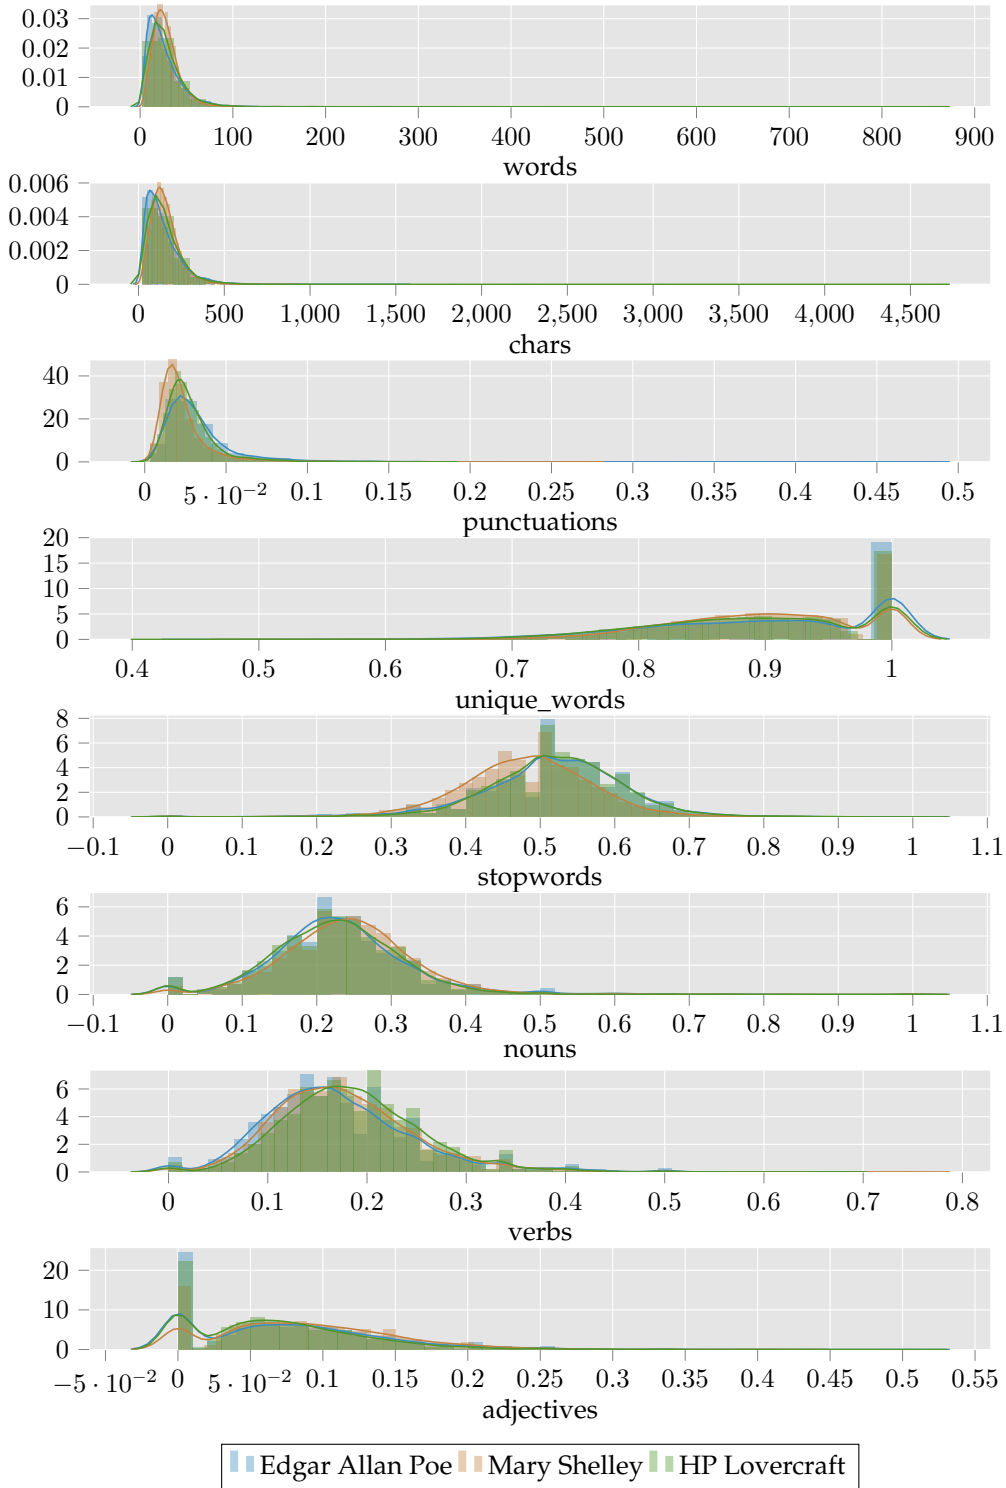 0.03
0.02
0.01
0
0 100 200 300 400 500 600 700 800 900
words
0.006
0.004
0.002
0
0 500 1,000 1,500 2,000 2,500 3,000 3,500 4,000 4,500
chars
40
20
0
0 5 · 10⁻² 0.1 0.15 0.2 0.25 0.3 0.35 0.4 0.45 0.5
punctuations
20
15
10
5
0
0.4 0.5 0.6 0.7 0.8 0.9 1
unique_words
8
6
4
2
0
−0.1 0 0.1 0.2 0.3 0.4 0.5 0.6 0.7 0.8 0.9 1 1.1
stopwords
6
4
2
0
−0.1 0 0.1 0.2 0.3 0.4 0.5 0.6 0.7 0.8 0.9 1 1.1
nouns
6
4
2
0
0 0.1 0.2 0.3 0.4 0.5 0.6 0.7 0.8
verbs
20
10
0
−5 · 10⁻² 0 5 · 10⁻² 0.1 0.15 0.2 0.25 0.3 0.35 0.4 0.45 0.5 0.55
adjectives
Edgar Allan Poe Mary Shelley HP Lovercraft